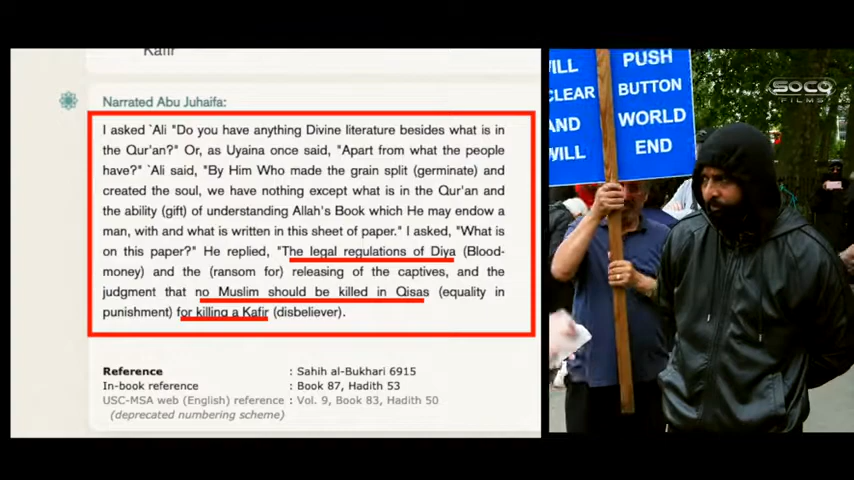 Kafir
Narrated Abu Juhaifa:
I asked `Ali "Do you have anything Divine literature besides what is in
the Qur'an?" Or, as Uyaina once said, "Apart from what the people
have?" `Ali said, "By Him Who made the grain split (germinate) and
created the soul, we have nothing except what is in the Qur'an and
the ability (gift) of understanding Allah's Book which He may endow a
man, with and what is written in this sheet of paper." I asked, "What is
on this paper?" He replied, "The legal regulations of Diya (Blood-
money) and the (ransom for) releasing of the captives, and the
judgment that no Muslim should be killed in Qisas (equality in
punishment) for killing a Kafir (disbeliever).
Reference : Sahih al-Bukhari 6915
In-book reference : Book 87, Hadith 53
USC-MSA web (English) reference : Vol. 9, Book 83, Hadith 50
(deprecated numbering scheme)
WILL
CLEAR
AND
WILL
PUSH
BUTTON
WORLD
END
SOCO
FILMS